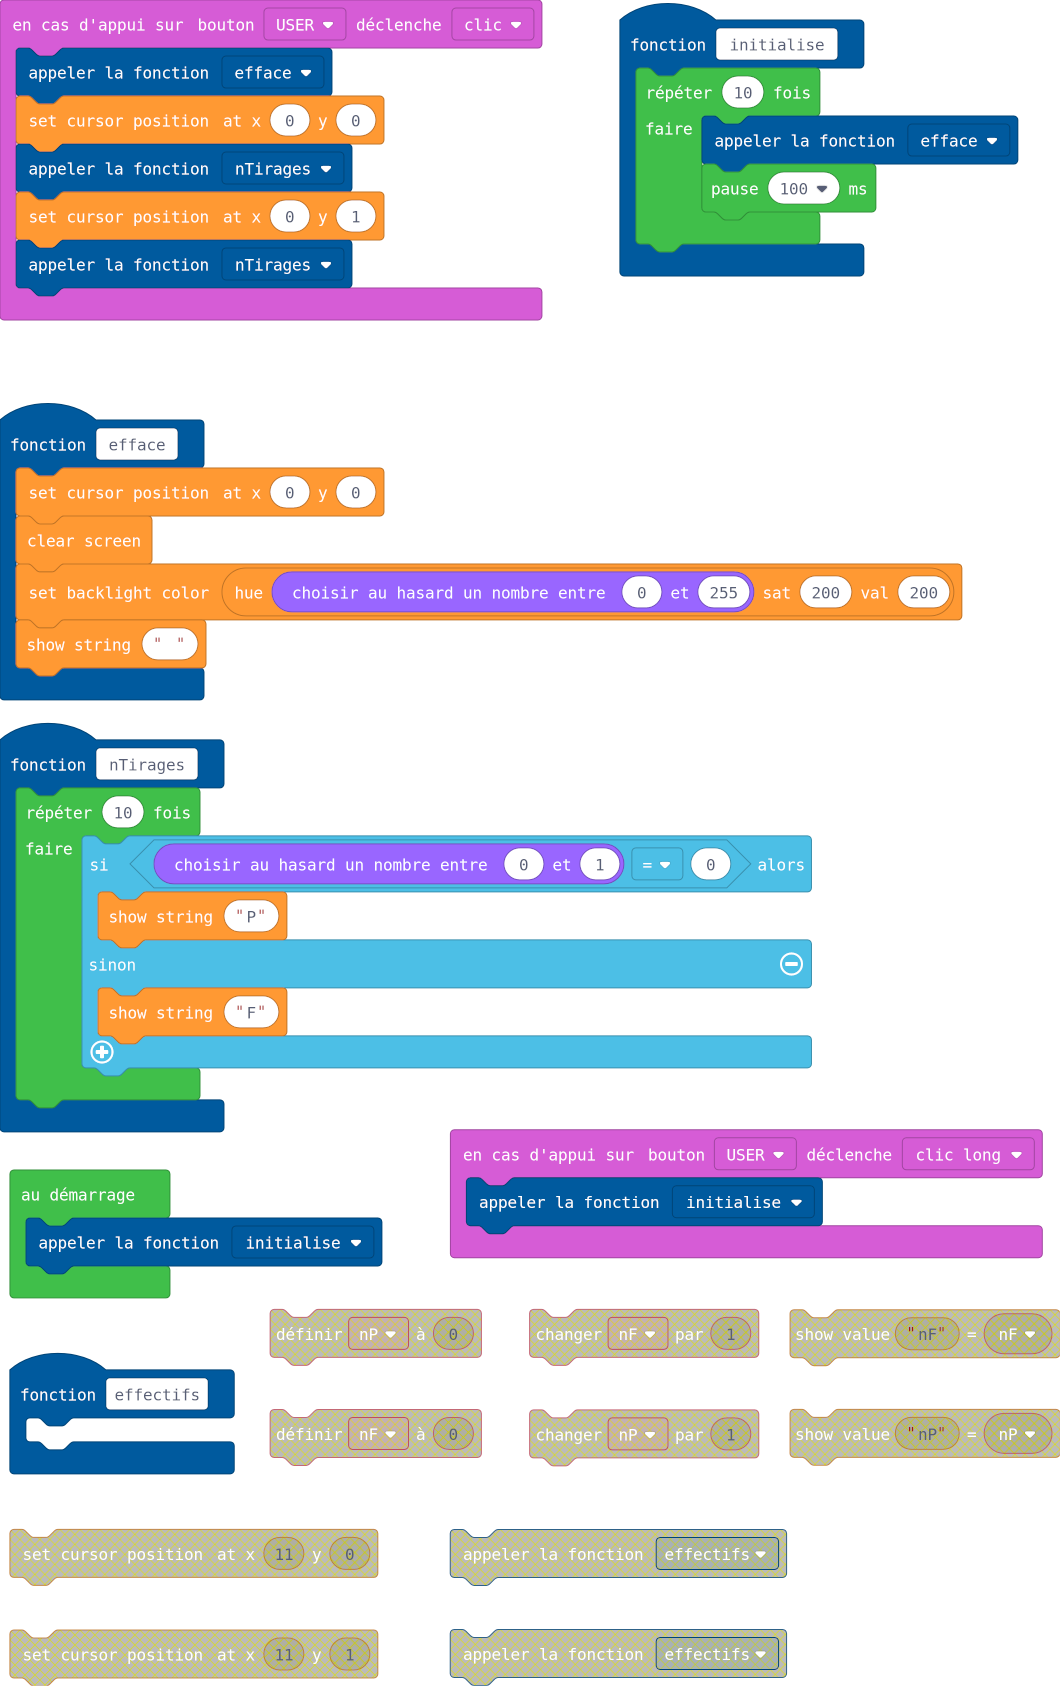 en cas d'appui sur bouton USER déclenche clic
appeler la fonction efface
set cursor position at x 0 y 0
appeler la fonction nTirages
set cursor position at x 0 y 1
appeler la fonction nTirages
fonction initialise
répéter 10 fois
faire appeler la fonction efface
pause 100 ms
fonction efface
set cursor position at x 0 y 0
clear screen
set backlight color hue choisir au hasard un nombre entre 0 et 255 sat 200 val 200
show string " "
fonction nTirages
répéter 10 fois
faire
si choisir au hasard un nombre entre 0 et 1 = 0 alors
show string "P"
sinon
show string "F"
en cas d'appui sur bouton USER déclenche clic long
appeler la fonction initialise
au démarrage
appeler la fonction initialise
définir nP à 0
changer nF par 1
show value "nF" = nF
fonction effectifs
définir nF à 0
changer nP par 1
show value "nP" = nP
set cursor position at x 11 y 0
appeler la fonction effectifs
set cursor position at x 11 y 1
appeler la fonction effectifs